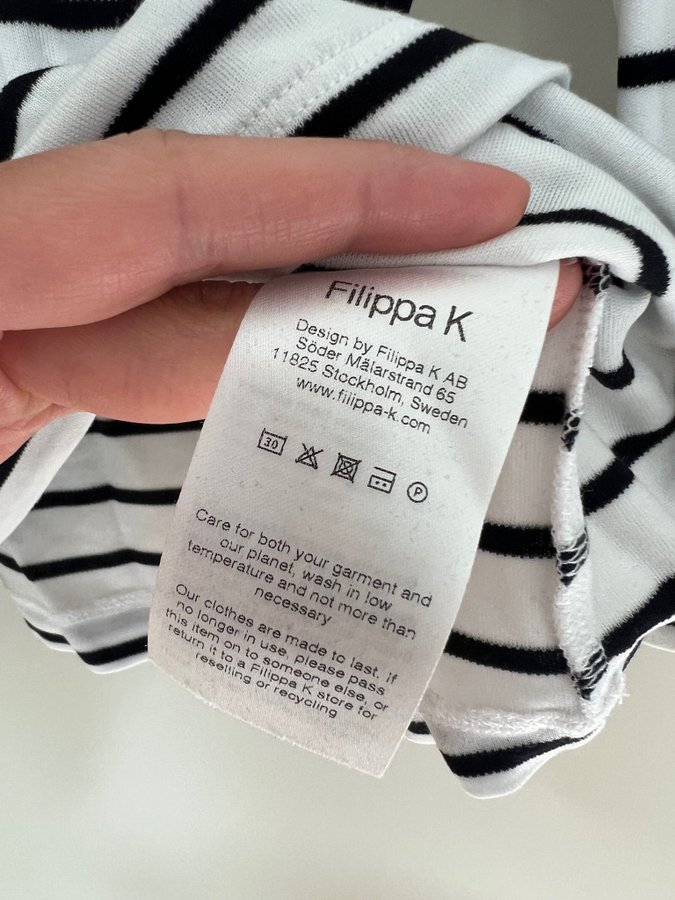 Filippa K
Design by Filippa K AB
Söder Mälarstrand 65
11825 Stockholm, Sweden
www.filippa-k.com
30 P
Care for both your garment and
our planet, wash in low
temperature and not more than
necessary
Our clothes are made to last. If
no longer in use, please pass
this item on to someone else, or
return it to a Filippa K store for
reselling or recycling